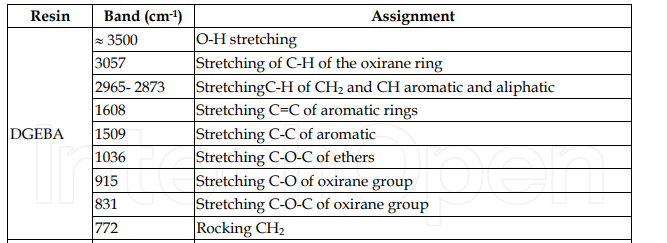 Resin Band (cm-1) Assignment
≈ 3500 O-H stretching
3057 Stretching of C-H of the oxirane ring
2965- 2873 StretchingC-H of CH2 and CH aromatic and aliphatic
1608 Stretching C=C of aromatic rings
DGEBA 1509 Stretching C-C of aromatic
1036 Stretching C-O-C of ethers
915 Stretching C-O of oxirane group
831 Stretching C-O-C of oxirane group
772 Rocking CH2
IntechOpen